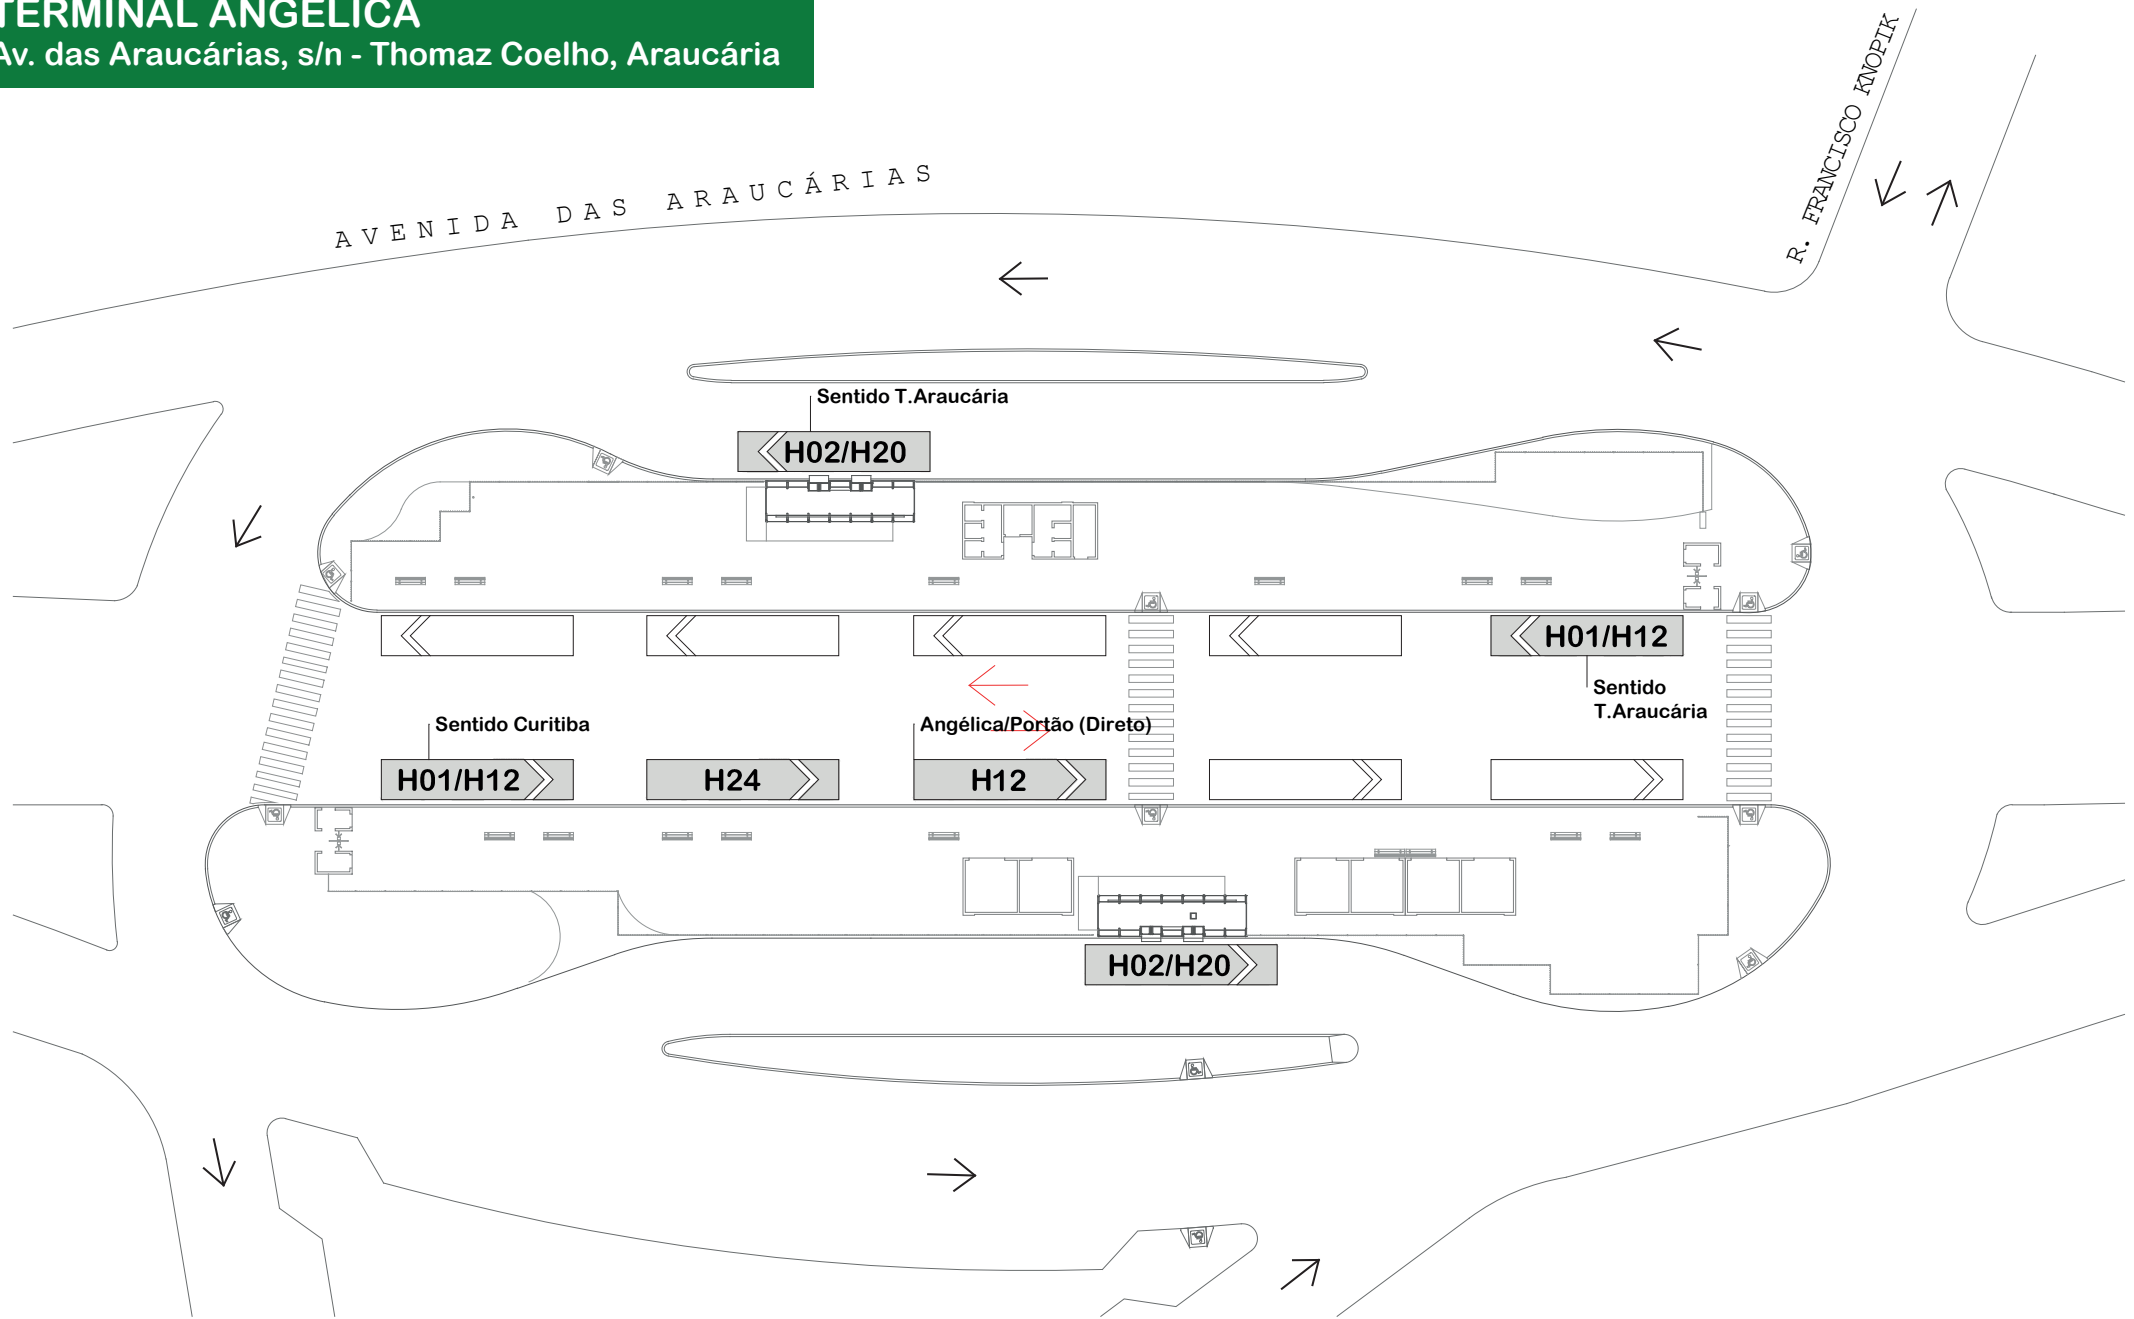 TERMINAL ANGÉLICA
Av. das Araucárias, s/n - Thomaz Coelho, Araucária
R. FRANCISCO KNOPIK
AVENIDA DAS ARAUCÁRIAS
Sentido T.Araucária
H02/H20
H01/H12
Sentido
T.Araucária
Sentido Curitiba
Angélica/Portão (Direto)
H01/H12
H24
H12
H02/H20